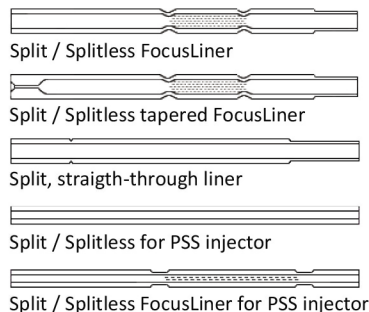 Split / Splitless FocusLiner
Split / Splitless tapered FocusLiner
Split, straigth-through liner
Split / Splitless for PSS injector
Split / Splitless FocusLiner for PSS injector